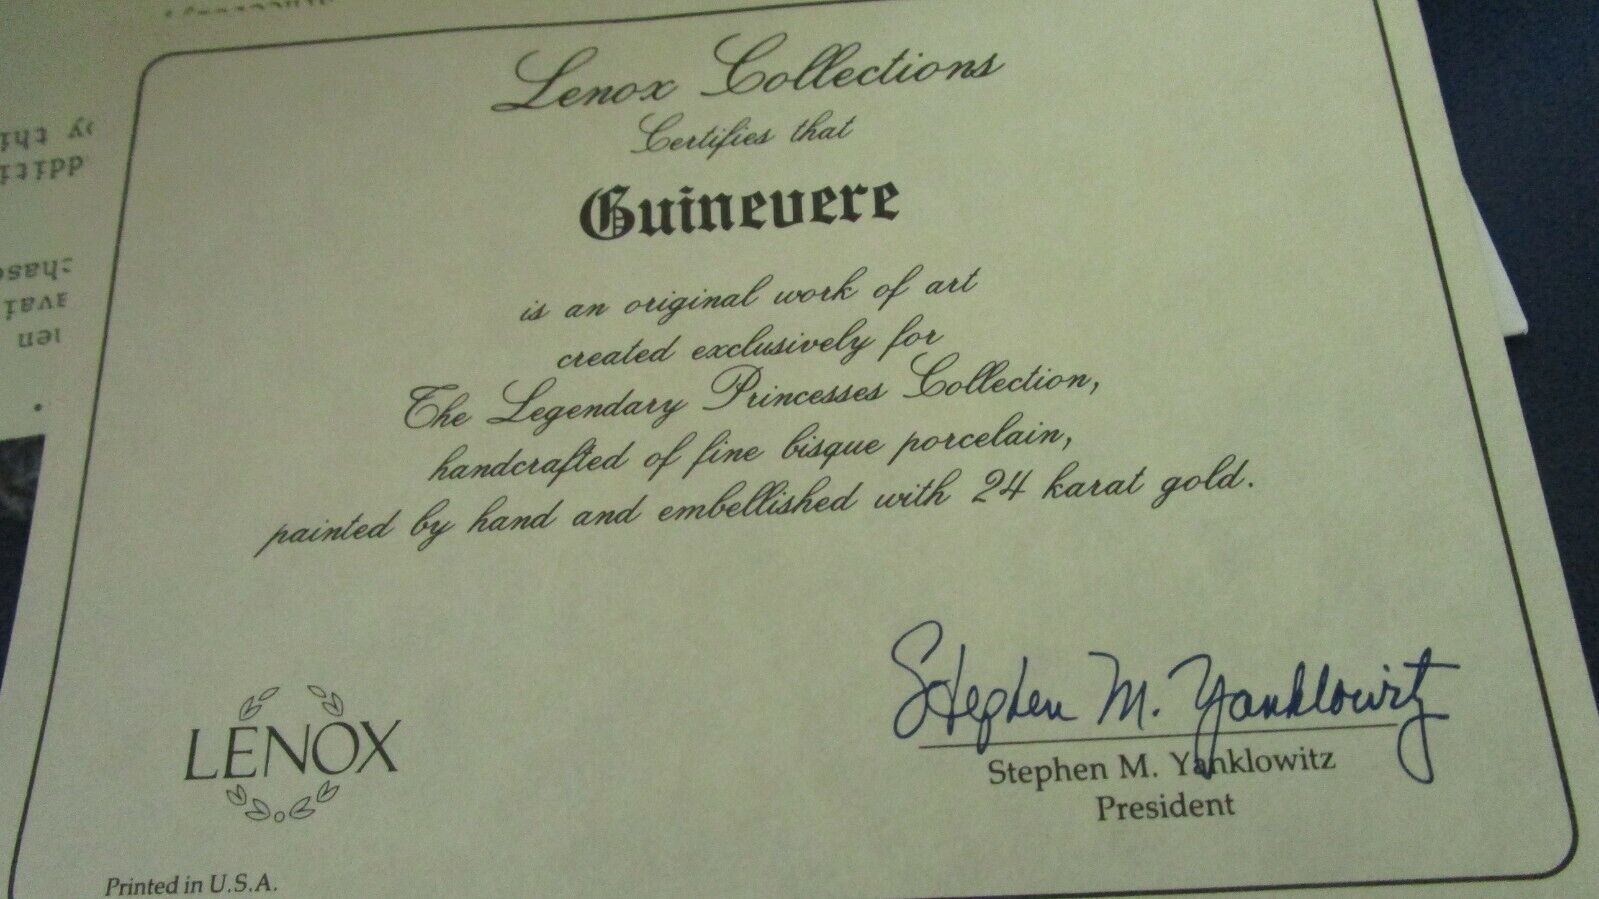 Lenox Collections
Certifies that
Guinevere
is an original work of art
created exclusively for
The Legendary Princesses Collection,
handcrafted of fine bisque porcelain,
painted by hand and embellished with 24 karat gold.
Stephen M. Yanklowitz
Stephen M. Yanklowitz
President
LENOX
Printed in U.S.A.